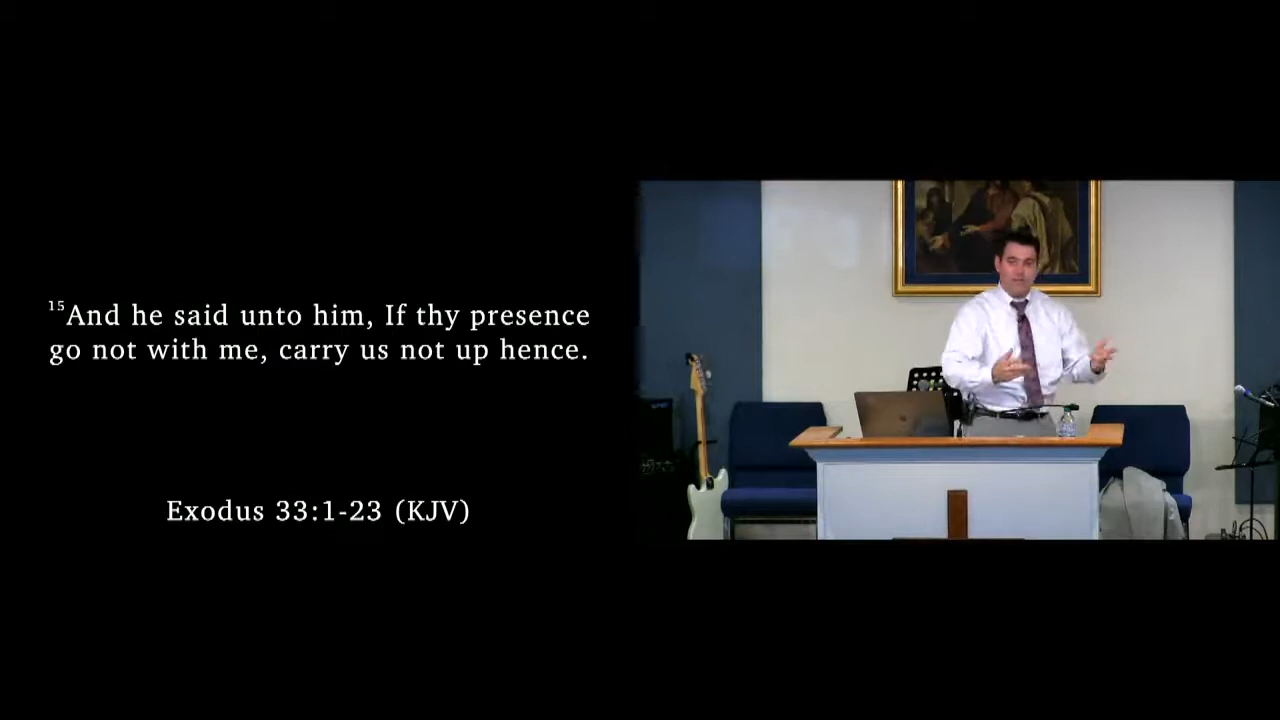 ¹⁵And he said unto him, If thy presence
go not with me, carry us not up hence.
Exodus 33:1-23 (KJV)